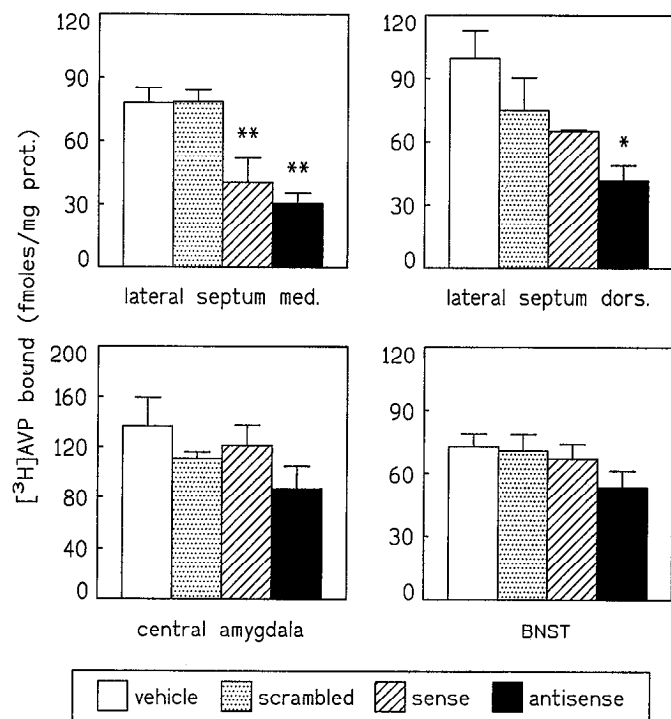 [³H]AVP bound (fmoles/mg prot.)
120
90
60
30
0
**
**
lateral septum med.
120
90
60
30
0
*
lateral septum dors.
200
160
120
80
40
0
central amygdala
120
90
60
30
0
BNST
vehicle
scrambled
sense
antisense